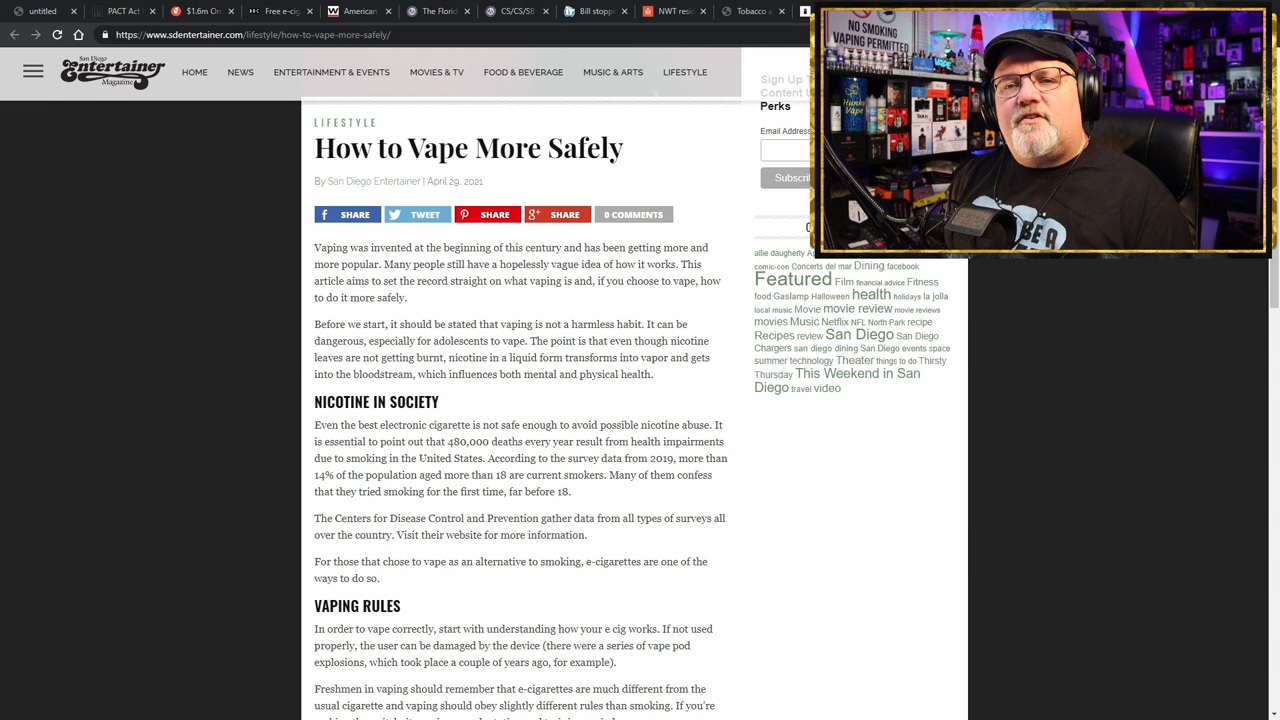 untitled
PACT Act
$1.6m O
Free e-cig
American
The Florid
CS/CS/SB
Bill story
NWT resi
https://www.sdentertainer.com/lifestyle/how-to-vape-more-safely/
San Diego
Entertainer
Magazine
HOME NEWS ENTERTAINMENT & EVENTS MOVIES & TV FOOD & BEVERAGE MUSIC & ARTS LIFESTYLE
NO SMOKING
VAPING PERMITTED
Hunky
Vape
BE A
LIFESTYLE
How to Vape More Safely
By San Diego Entertainer | April 29, 2021
SHARE TWEET SHARE SHARE 0 COMMENTS
Vaping was invented at the beginning of this century and has been getting more and
more popular. Many people still have a hopelessly vague idea of how it works. This
article aims to set the record straight on what vaping is and, if you choose to vape, how
to do it more safely.
Before we start, it should be stated that vaping is not a harmless habit. It can be
dangerous, especially for adolescents to vape. The point is that even though nicotine
leaves are not getting burnt, nicotine in a liquid form transforms into vapor and gets
into the bloodstream, which influences both mental and physical health.
NICOTINE IN SOCIETY
Even the best electronic cigarette is not safe enough to avoid possible nicotine abuse. It
is essential to point out that 480,000 deaths every year result from health impairments
due to smoking in the United States. According to the survey data from 2019, more than
14% of the population aged more than 18 are current smokers. Many of them confess
that they tried smoking for the first time, far before 18.
The Centers for Disease Control and Prevention gather data from all types of surveys all
over the country. Visit their website for more information.
For those that chose to vape as an alternative to smoking, e-cigarettes are one of the
ways to do so.
VAPING RULES
In order to vape correctly, start with understanding how your e cig works. If not used
properly, the user can be damaged by the device (there were a series of vape pod
explosions, which took place a couple of years ago, for example).
Freshmen in vaping should remember that e-cigarettes are much different from the
usual cigarette and vaping should obey slightly different rules than smoking. If you're
Sign Up
Content
Perks
Email Address
Subscri
allie daugherty
comic-con Concerts del mar Dining facebook
Featured Film financial advice Fitness
food Gaslamp Halloween health holidays la jolla
local music Movie movie review movie reviews
movies Music Netflix NFL North Park recipe
Recipes review San Diego San Diego
Chargers san diego dining San Diego events space
summer technology Theater things to do Thirsty
Thursday This Weekend in San
Diego travel video